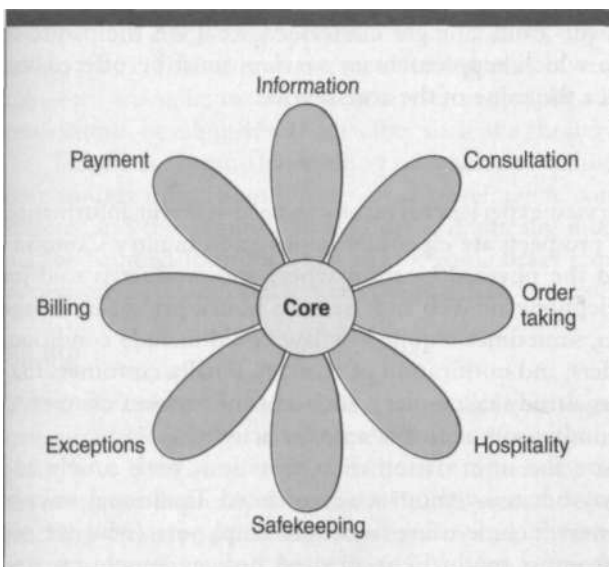 Information
Payment
Consultation
Billing
Core
Order
taking
Exceptions
Hospitality
Safekeeping